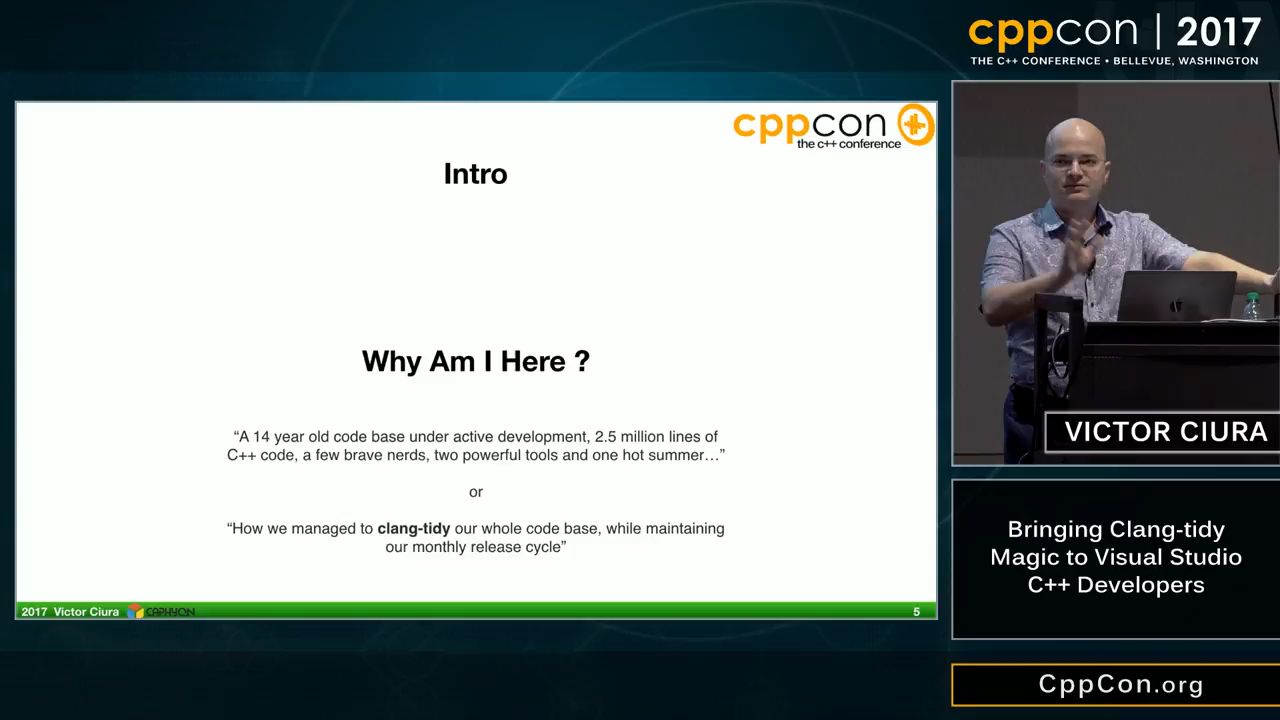 cppcon | 2017
THE C++ CONFERENCE • BELLEVUE, WASHINGTON
cppcon
the c++ conference
Intro
Why Am I Here ?
“A 14 year old code base under active development, 2.5 million lines of
C++ code, a few brave nerds, two powerful tools and one hot summer…”
or
“How we managed to clang-tidy our whole code base, while maintaining
our monthly release cycle”
2017 Victor Ciura CAPHYON 5
VICTOR CIURA
Bringing Clang-tidy
Magic to Visual Studio
C++ Developers
CppCon.org